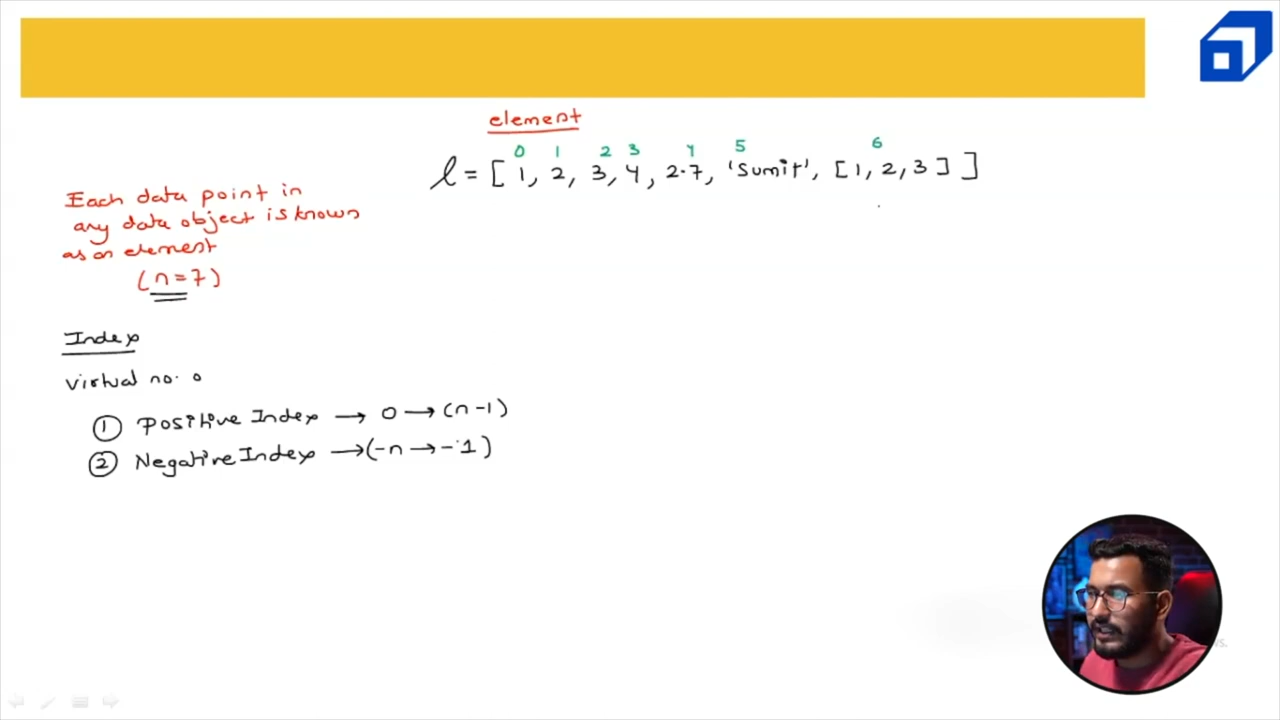 element
0 1 2 3 4 5 6
l = [ 1, 2, 3, 4, 2.7, 'Sumit', [1, 2, 3 ] ]
Each data point in
any data object is known
as an element
(n=7)
Index
virtual no. o
① Positive Index → 0 → (n-1)
② Negative Index → (-n → -1)